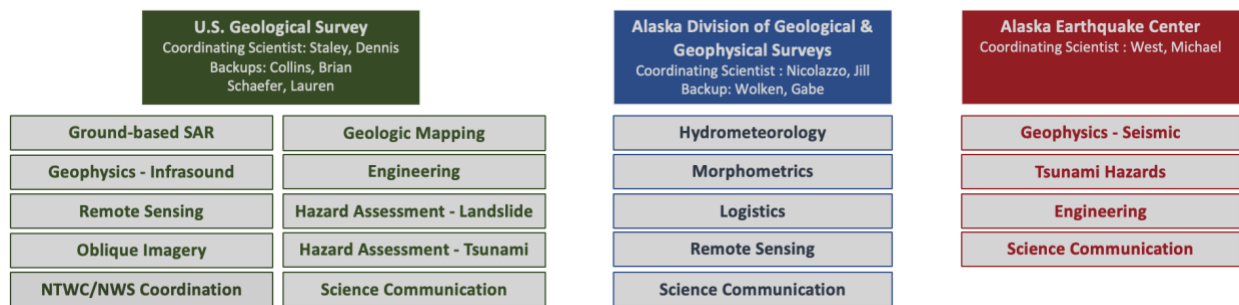 U.S. Geological Survey
Coordinating Scientist: Staley, Dennis
Backups: Collins, Brian
Schaefer, Lauren
Ground-based SAR
Geophysics - Infrasound
Remote Sensing
Oblique Imagery
NTWC/NWS Coordination
Geologic Mapping
Engineering
Hazard Assessment - Landslide
Hazard Assessment - Tsunami
Science Communication
Alaska Division of Geological &
Geophysical Surveys
Coordinating Scientist : Nicolazzo, Jill
Backup: Wolken, Gabe
Hydrometeorology
Morphometrics
Logistics
Remote Sensing
Science Communication
Alaska Earthquake Center
Coordinating Scientist : West, Michael
Geophysics - Seismic
Tsunami Hazards
Engineering
Science Communication